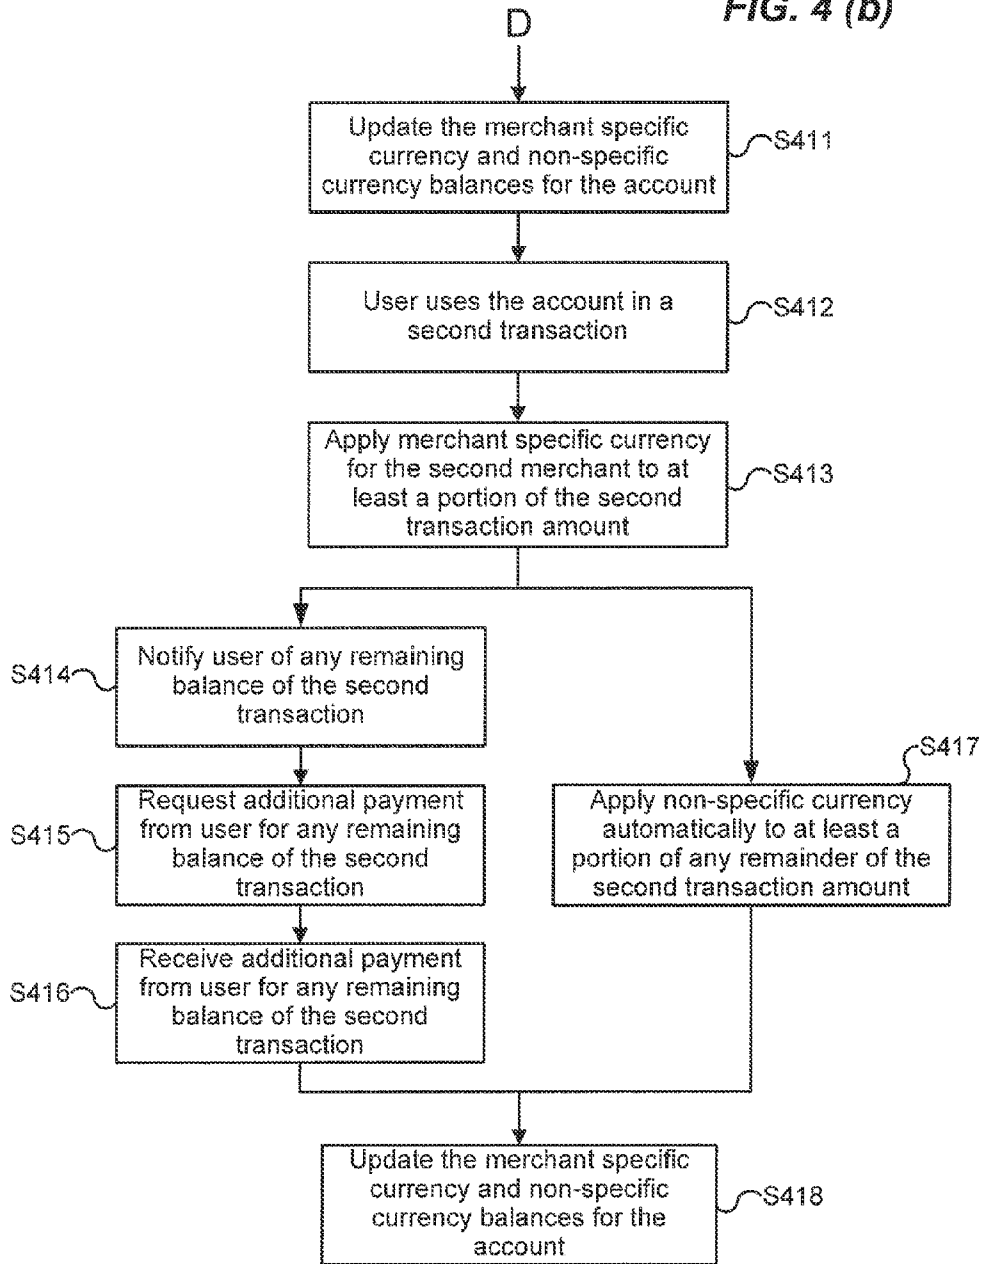 FIG. 4 (b)
D
Update the merchant specific
currency and non-specific
currency balances for the account
S411
User uses the account in a
second transaction
S412
Apply merchant specific currency
for the second merchant to at
least a portion of the second
transaction amount
S413
Notify user of any remaining
balance of the second
transaction
S414
Request additional payment
from user for any remaining
balance of the second
transaction
S415
Receive additional payment
from user for any remaining
balance of the second
transaction
S416
S417
Apply non-specific currency
automatically to at least a
portion of any remainder of the
second transaction amount
Update the merchant specific
currency and non-specific
currency balances for the
account
S418